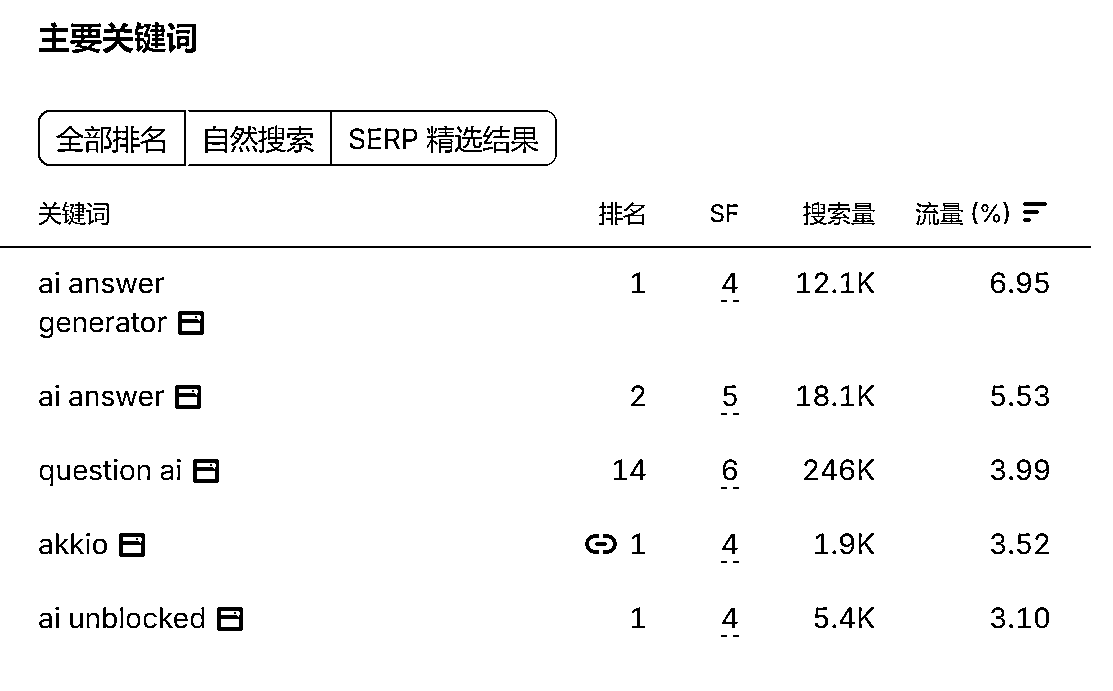 主要关键词
全部排名 自然搜索 SERP 精选结果
关键词 排名 SF 搜索量 流量 (%)
ai answer 1 4 12.1K 6.95
generator
ai answer 2 5 18.1K 5.53
question ai 14 6 246K 3.99
akkio 1 4 1.9K 3.52
ai unblocked 1 4 5.4K 3.10